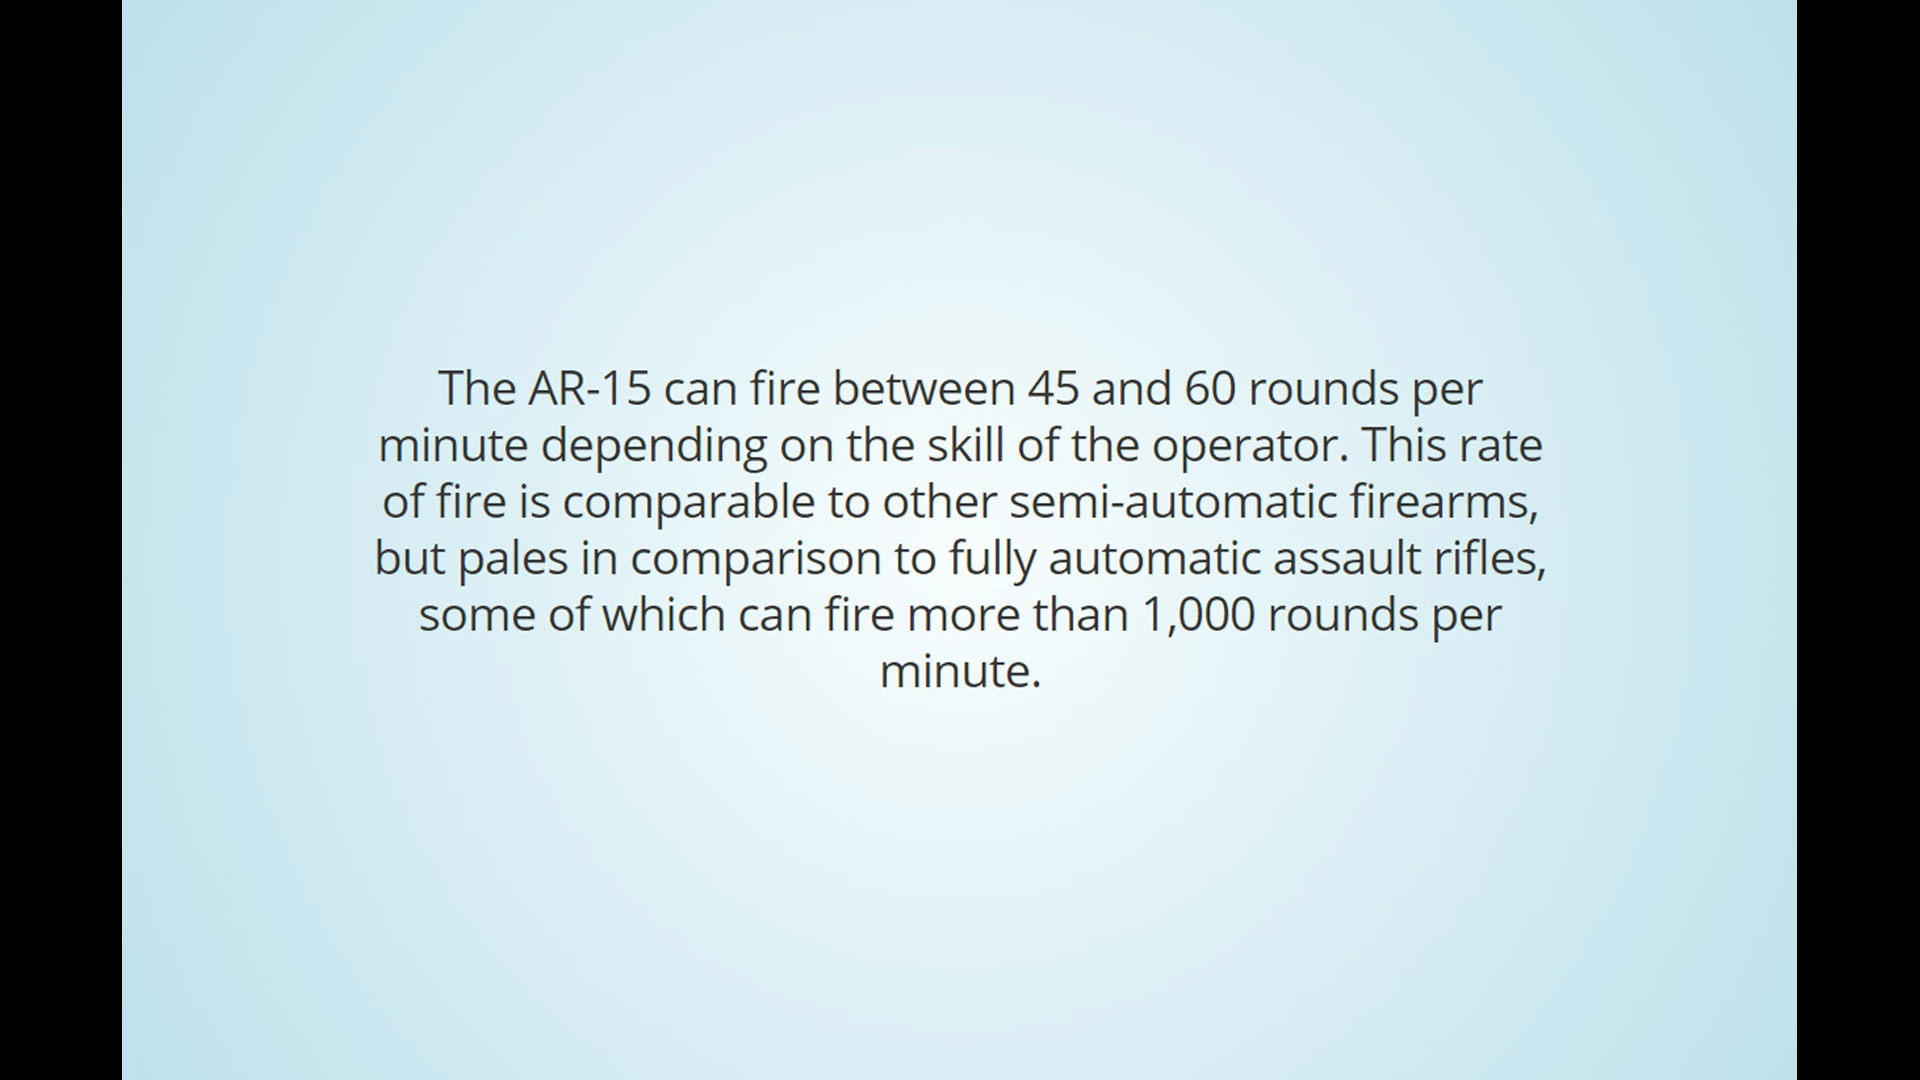 The AR-15 can fire between 45 and 60 rounds per
minute depending on the skill of the operator. This rate
of fire is comparable to other semi-automatic firearms,
but pales in comparison to fully automatic assault rifles,
some of which can fire more than 1,000 rounds per
minute.